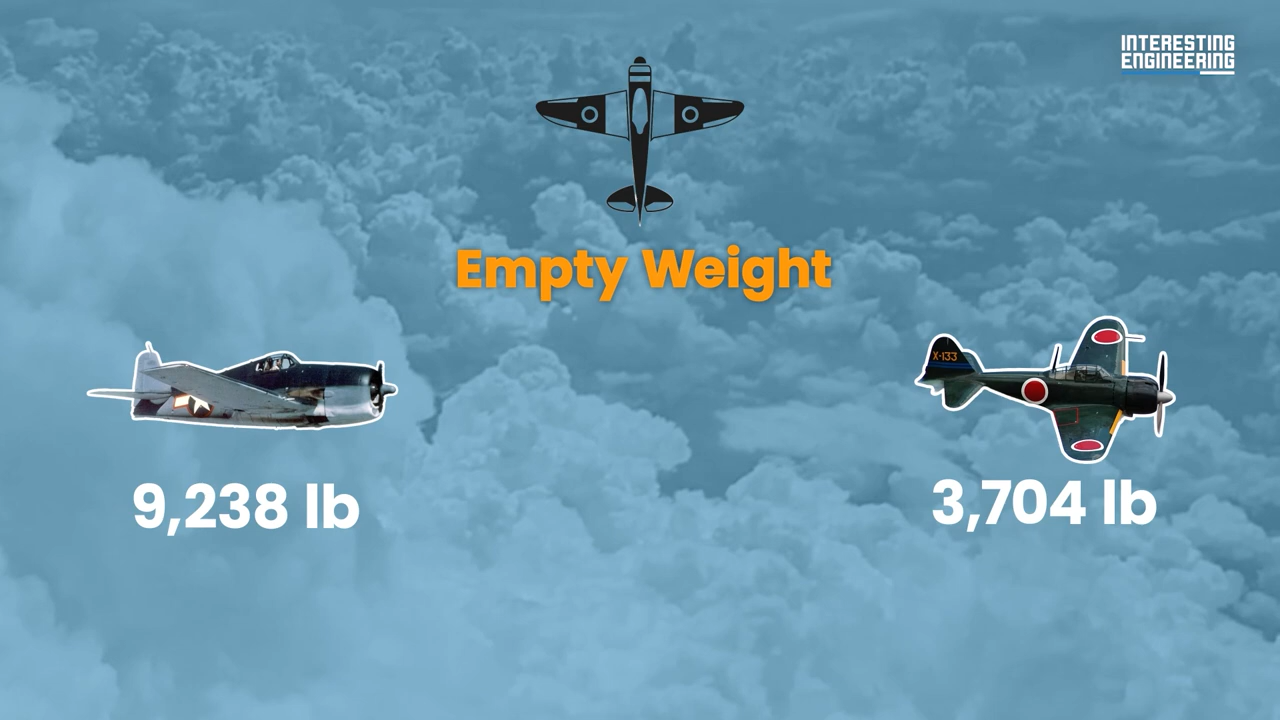 INTERESTING
ENGINEERING
Empty Weight
X-133
9,238 lb
3,704 lb